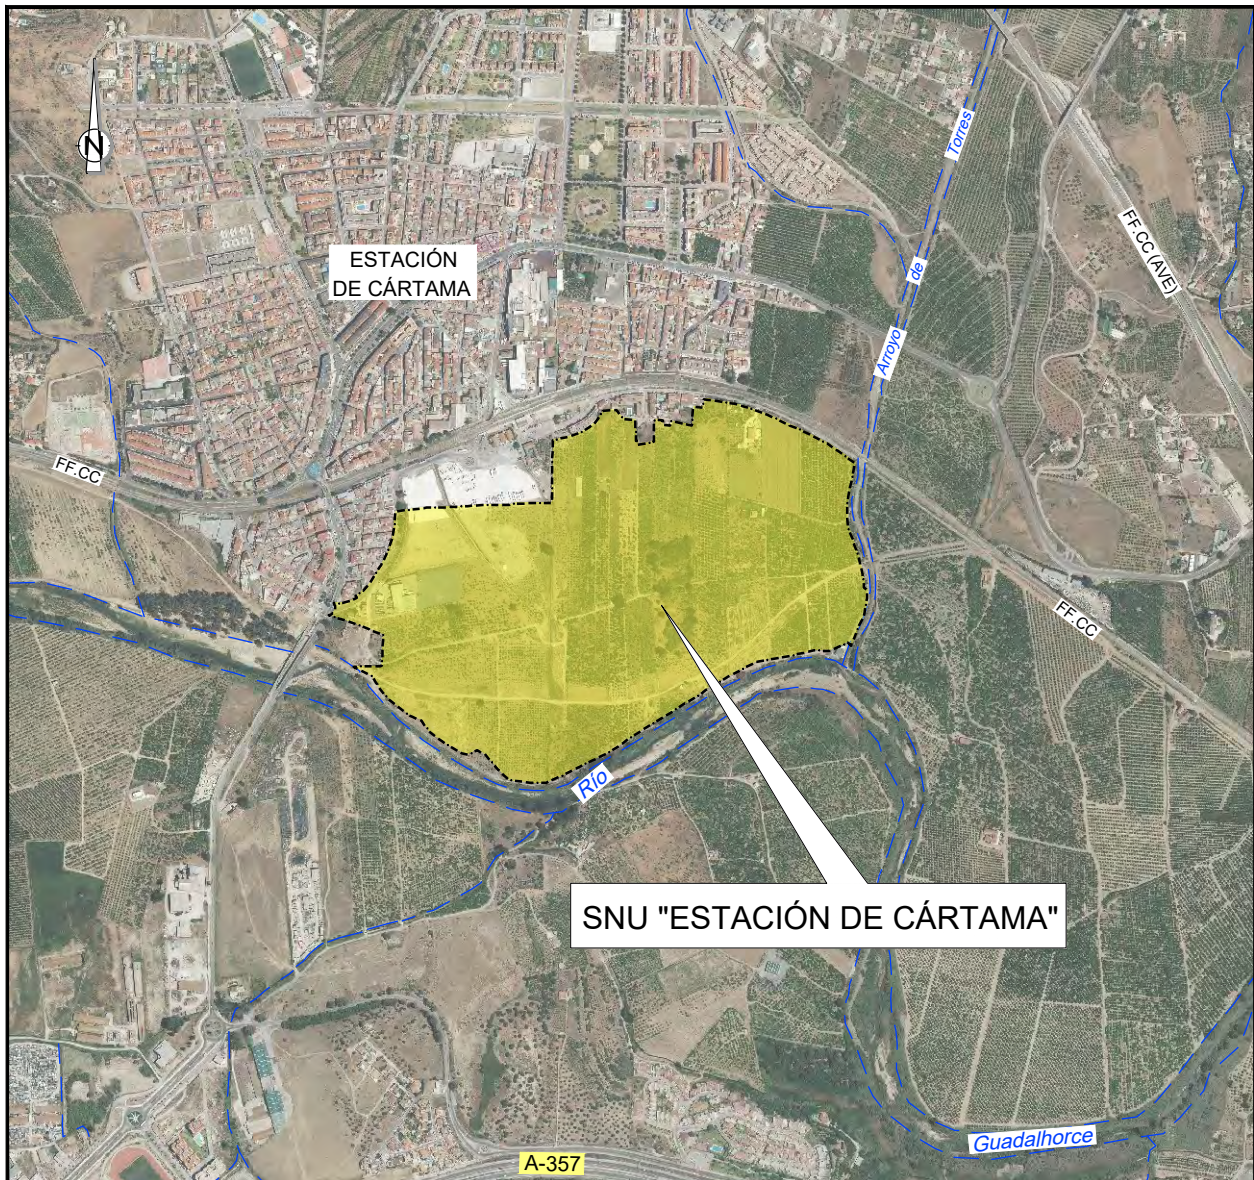 N
Torres
de
Arroyo
FF.CC (AVE)
ESTACIÓN
DE CÁRTAMA
FF.CC
FF.CC
Río
SNU "ESTACIÓN DE CÁRTAMA"
Guadalhorce
A-357